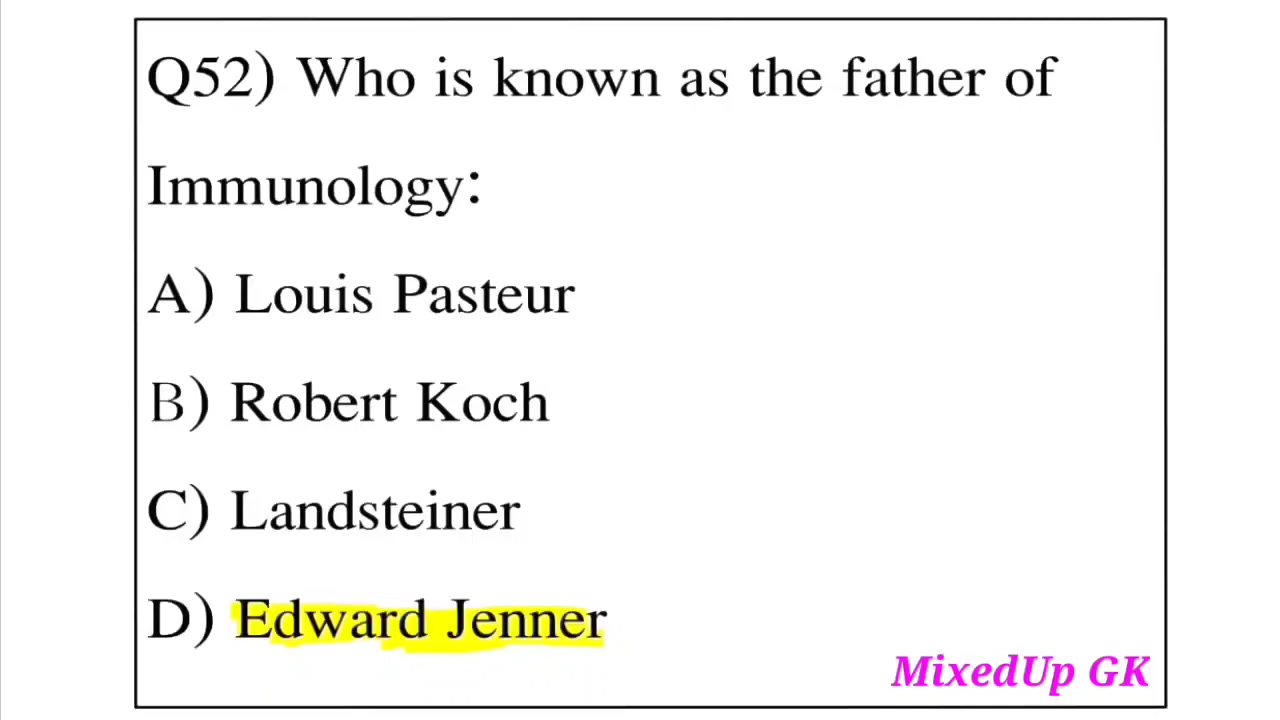 Q52) Who is known as the father of
Immunology:
A) Louis Pasteur
B) Robert Koch
C) Landsteiner
D) Edward Jenner
MixedUp GK